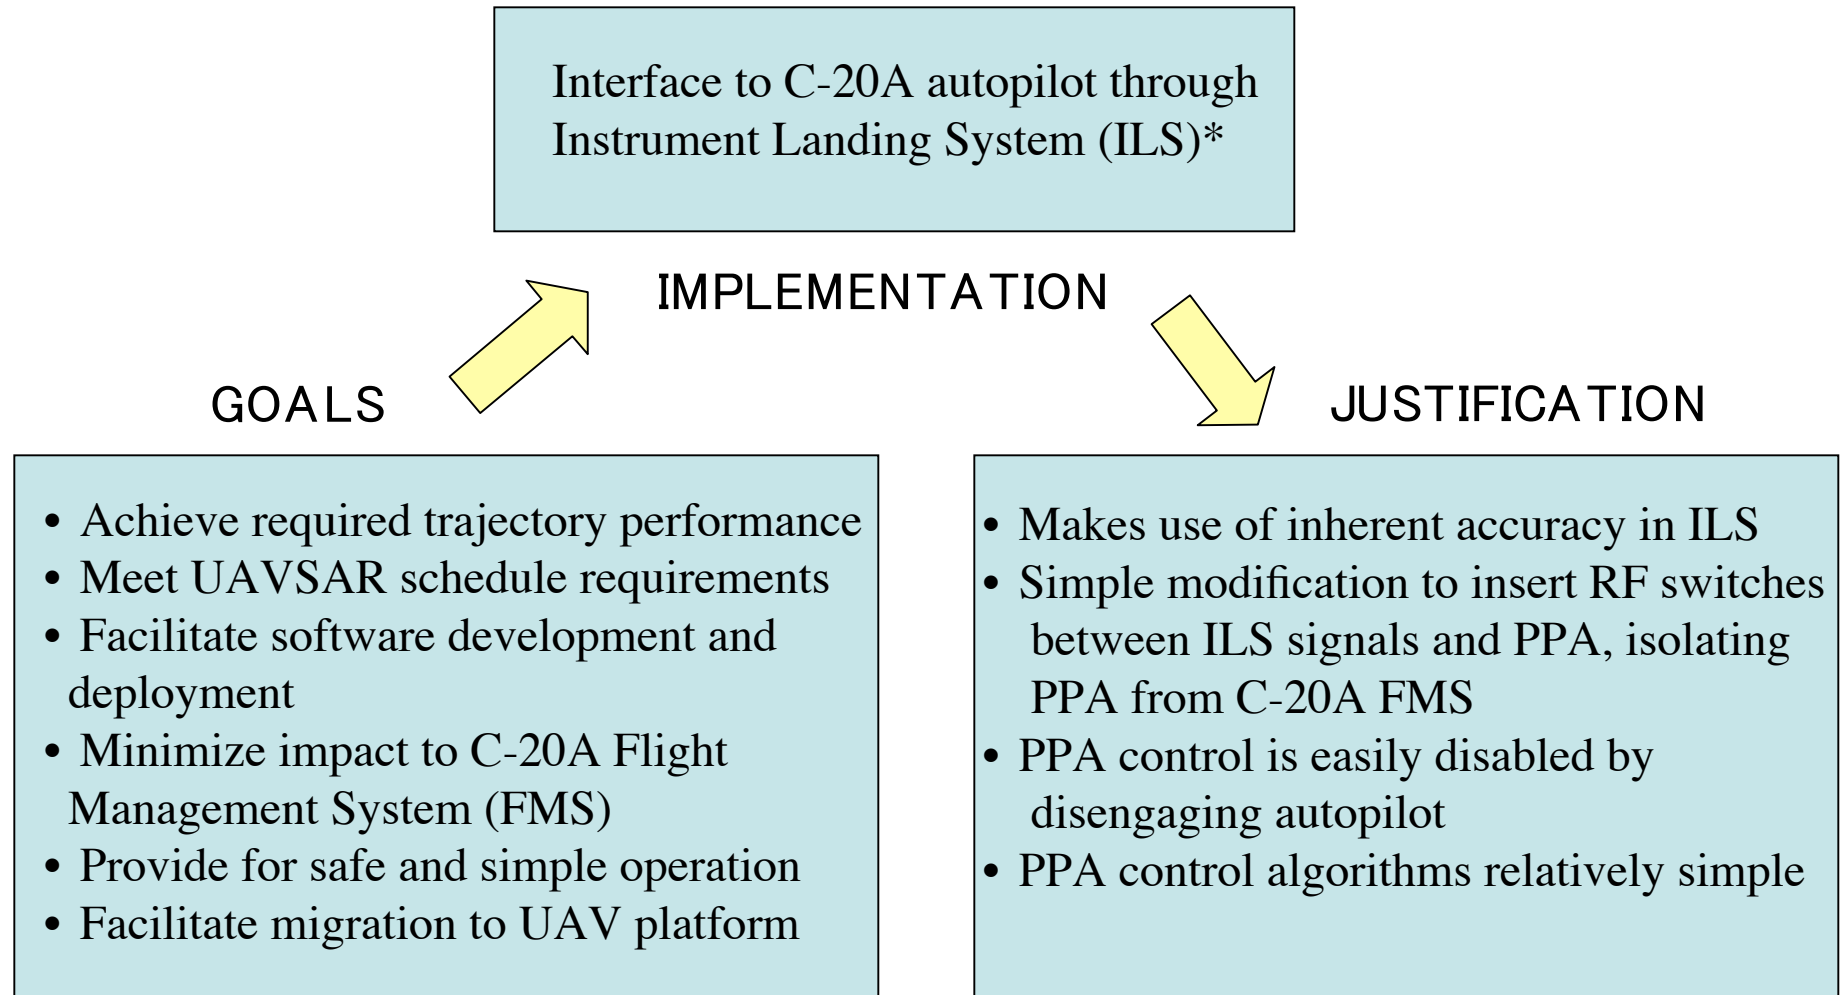 Interface to C-20A autopilot through
Instrument Landing System (ILS)*
IMPLEMENTATION
GOALS
• Achieve required trajectory performance
• Meet UAVSAR schedule requirements
• Facilitate software development and
deployment
• Minimize impact to C-20A Flight
Management System (FMS)
• Provide for safe and simple operation
• Facilitate migration to UAV platform
JUSTIFICATION
• Makes use of inherent accuracy in ILS
• Simple modification to insert RF switches
between ILS signals and PPA, isolating
PPA from C-20A FMS
• PPA control is easily disabled by
disengaging autopilot
• PPA control algorithms relatively simple